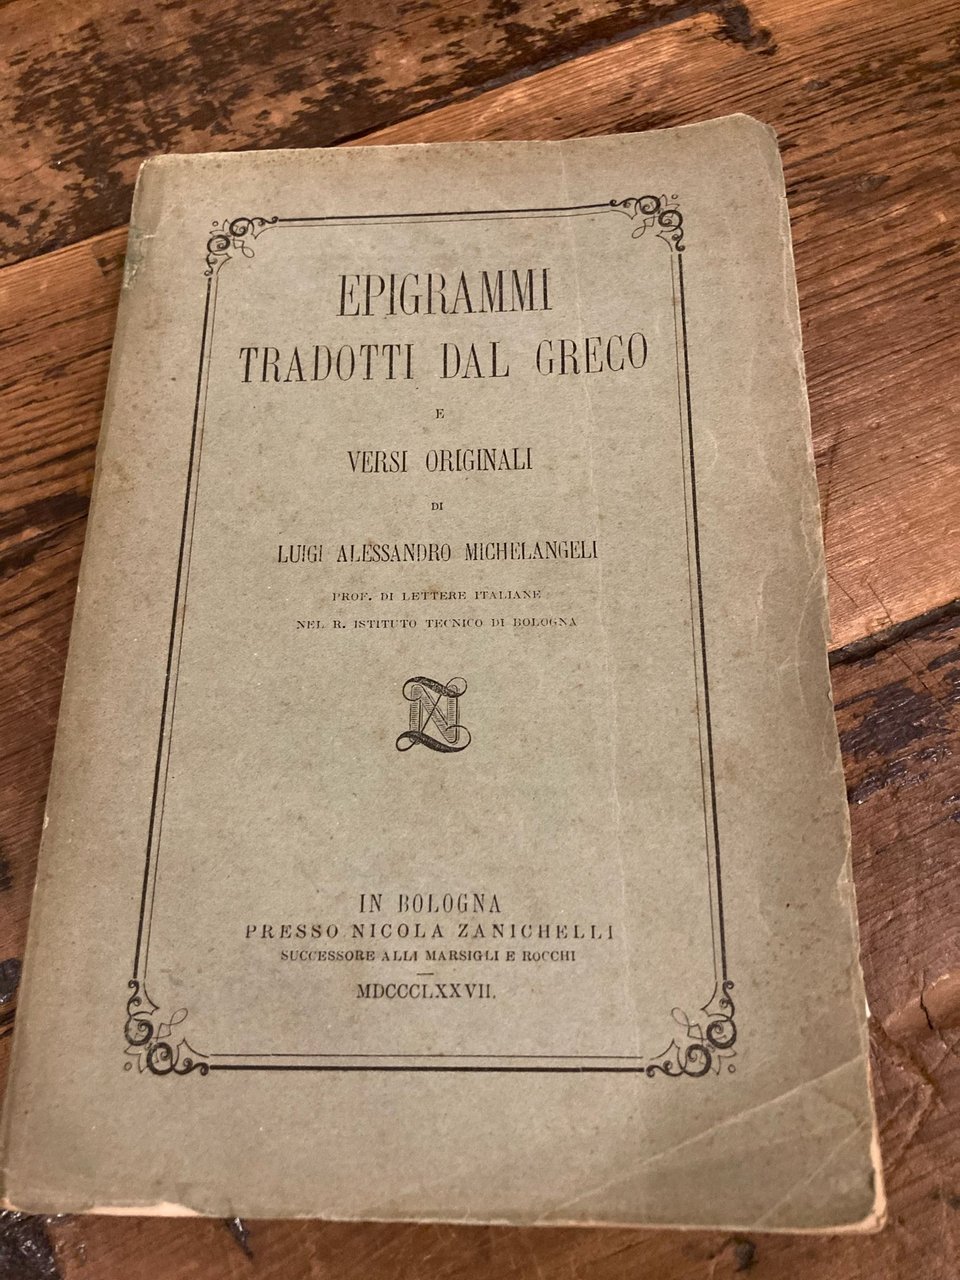 EPIGRAMMI
TRADOTTI DAL GRECO
E
VERSI ORIGINALI
DI
LUIGI ALESSANDRO MICHELANGELI
PROF. DI LETTERE ITALIANE
NEL R. ISTITUTO TECNICO DI BOLOGNA
NZ
IN BOLOGNA
PRESSO NICOLA ZANICHELLI
SUCCESSORE ALLI MARSIGLI E ROCCHI
MDCCCLXXVII.